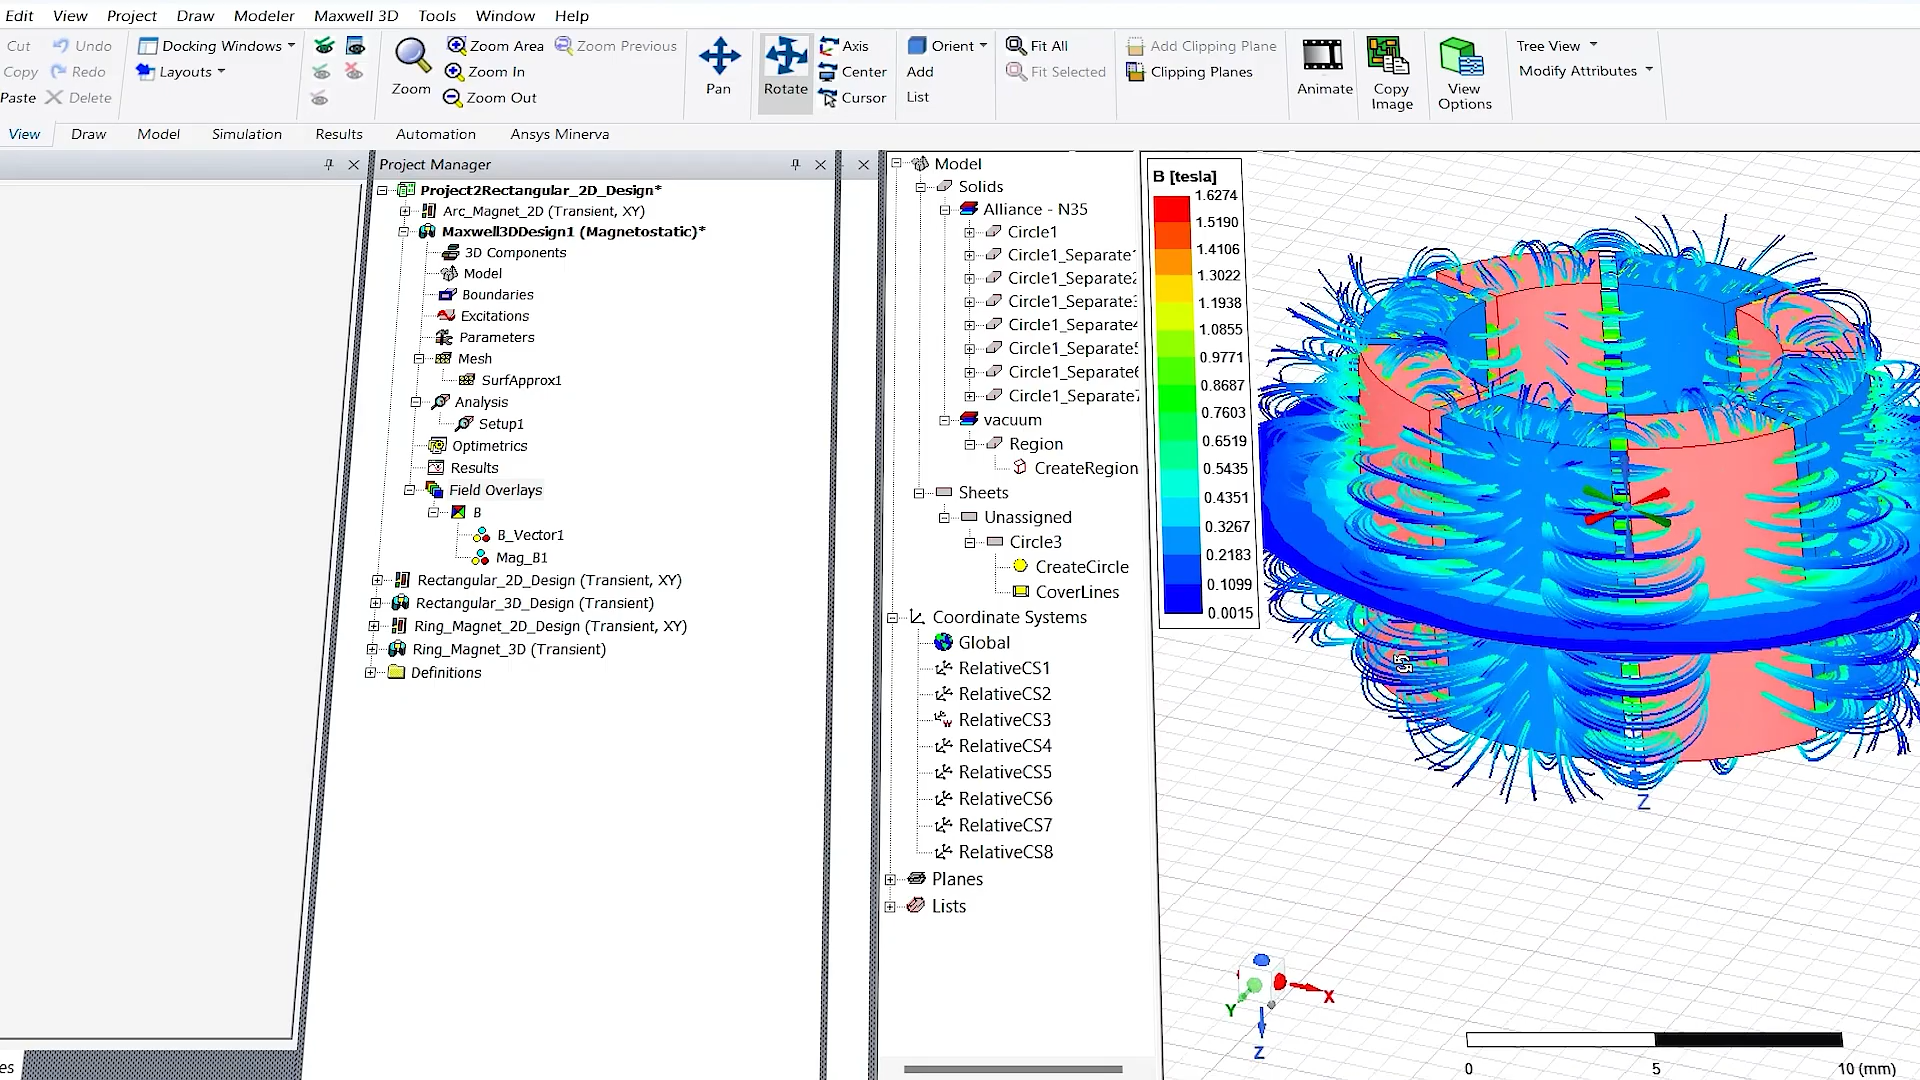 Edit View Project Draw Modeler Maxwell 3D Tools Window Help
Cut Undo Docking Windows Zoom Area Zoom Previous Axis Orient Fit All Add Clipping Plane Tree View
Copy Redo Layouts Zoom In Center Add Fit Selected Clipping Planes Modify Attributes
Paste Delete Zoom Zoom Out Pan Rotate Cursor List Animate Copy Image View Options
View Draw Model Simulation Results Automation Ansys Minerva
Project Manager
Project2Rectangular_2D_Design*
Arc_Magnet_2D (Transient, XY)
Maxwell3DDesign1 (Magnetostatic)*
3D Components
Model
Boundaries
Excitations
Parameters
Mesh
SurfApprox1
Analysis
Setup1
Optimetrics
Results
Field Overlays
B
B_Vector1
Mag_B1
Rectangular_2D_Design (Transient, XY)
Rectangular_3D_Design (Transient)
Ring_Magnet_2D_Design (Transient, XY)
Ring_Magnet_3D (Transient)
Definitions
Model
Solids
Alliance - N35
Circle1
Circle1_Separate1
Circle1_Separate2
Circle1_Separate3
Circle1_Separate4
Circle1_Separate5
Circle1_Separate6
Circle1_Separate7
vacuum
Region
CreateRegion
Sheets
Unassigned
Circle3
CreateCircle
CoverLines
Coordinate Systems
Global
RelativeCS1
RelativeCS2
RelativeCS3
RelativeCS4
RelativeCS5
RelativeCS6
RelativeCS7
RelativeCS8
Planes
Lists
B [tesla]
1.6274
1.5190
1.4106
1.3022
1.1938
1.0855
0.9771
0.8687
0.7603
0.6519
0.5435
0.4351
0.3267
0.2183
0.1099
0.0015
Z
X
Y
Z
0 5 10 (mm)
es